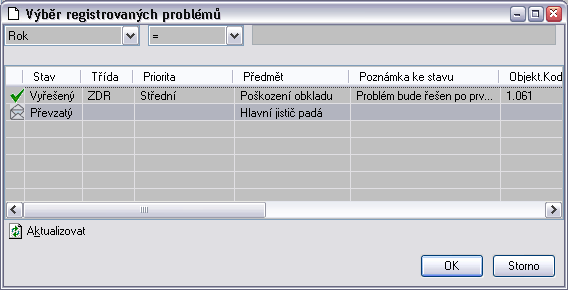 Výběr registrovaných problémů
Rok =
Stav Třída Priorita Předmět Poznámka ke stavu Objekt.Kod
Vyřešený ZDR Střední Poškození obkladu Problém bude řešen po prv... 1.061
Převzatý Hlavní jistič padá
Aktualizovat
OK Storno